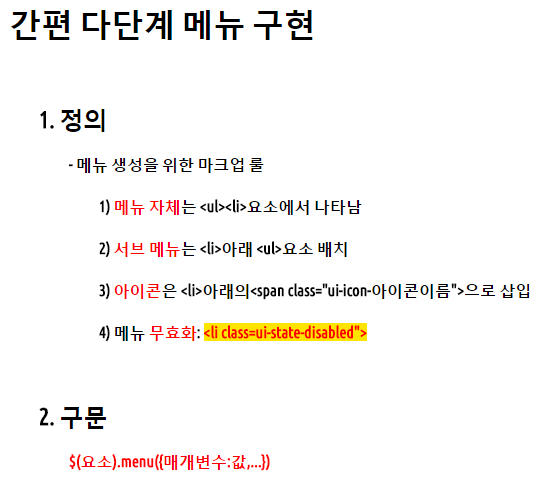 간편 다단계 메뉴 구현
1. 정의
- 메뉴 생성을 위한 마크업 룰
1) 메뉴 자체는 <ul><li>요소에서 나타남
2) 서브 메뉴는 <li>아래 <ul>요소 배치
3) 아이콘은 <li>아래의<span class="ui-icon-아이콘이름">으로 삽입
4) 메뉴 무효화: <li class=ui-state-disabled">
2. 구문
$(요소).menu({매개변수:값,...})